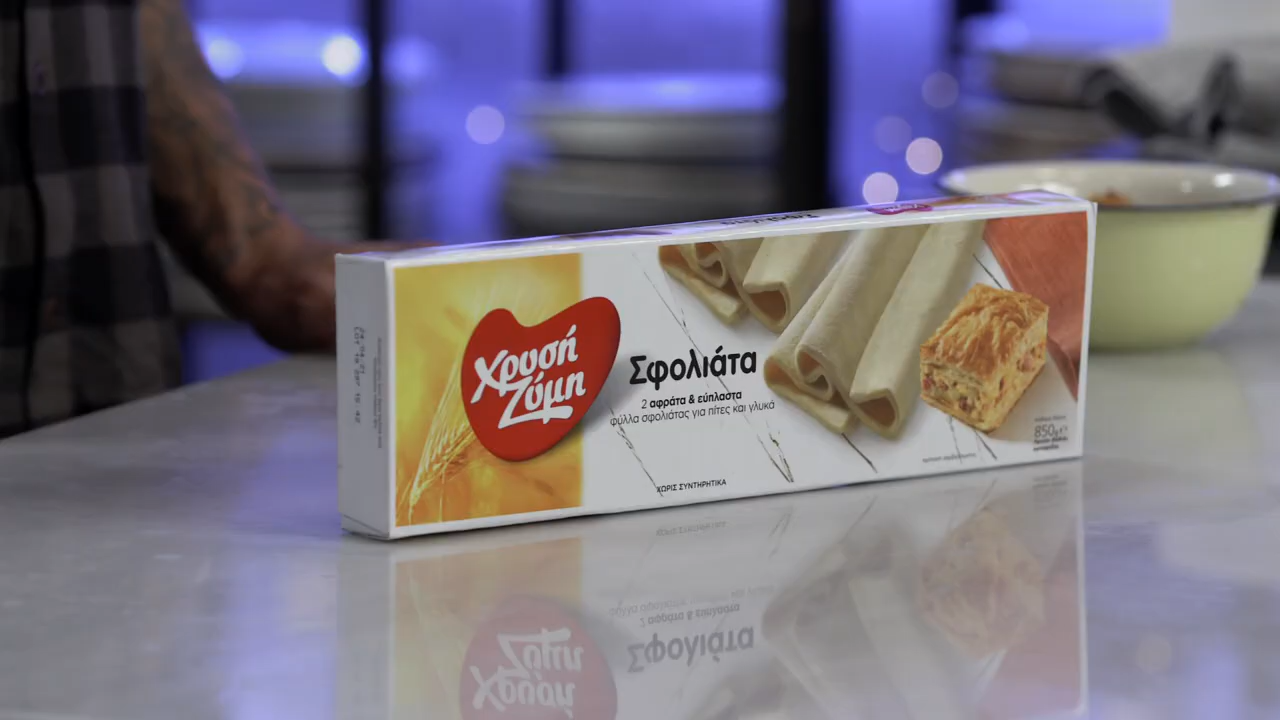 Χρυσή
Ζύμη
Σφολιάτα
2 αφράτα & εύπλαστα
φύλλα σφολιάτας για πίτες και γλυκά
ΧΩΡΙΣ ΣΥΝΤΗΡΗΤΙΚΑ
850g